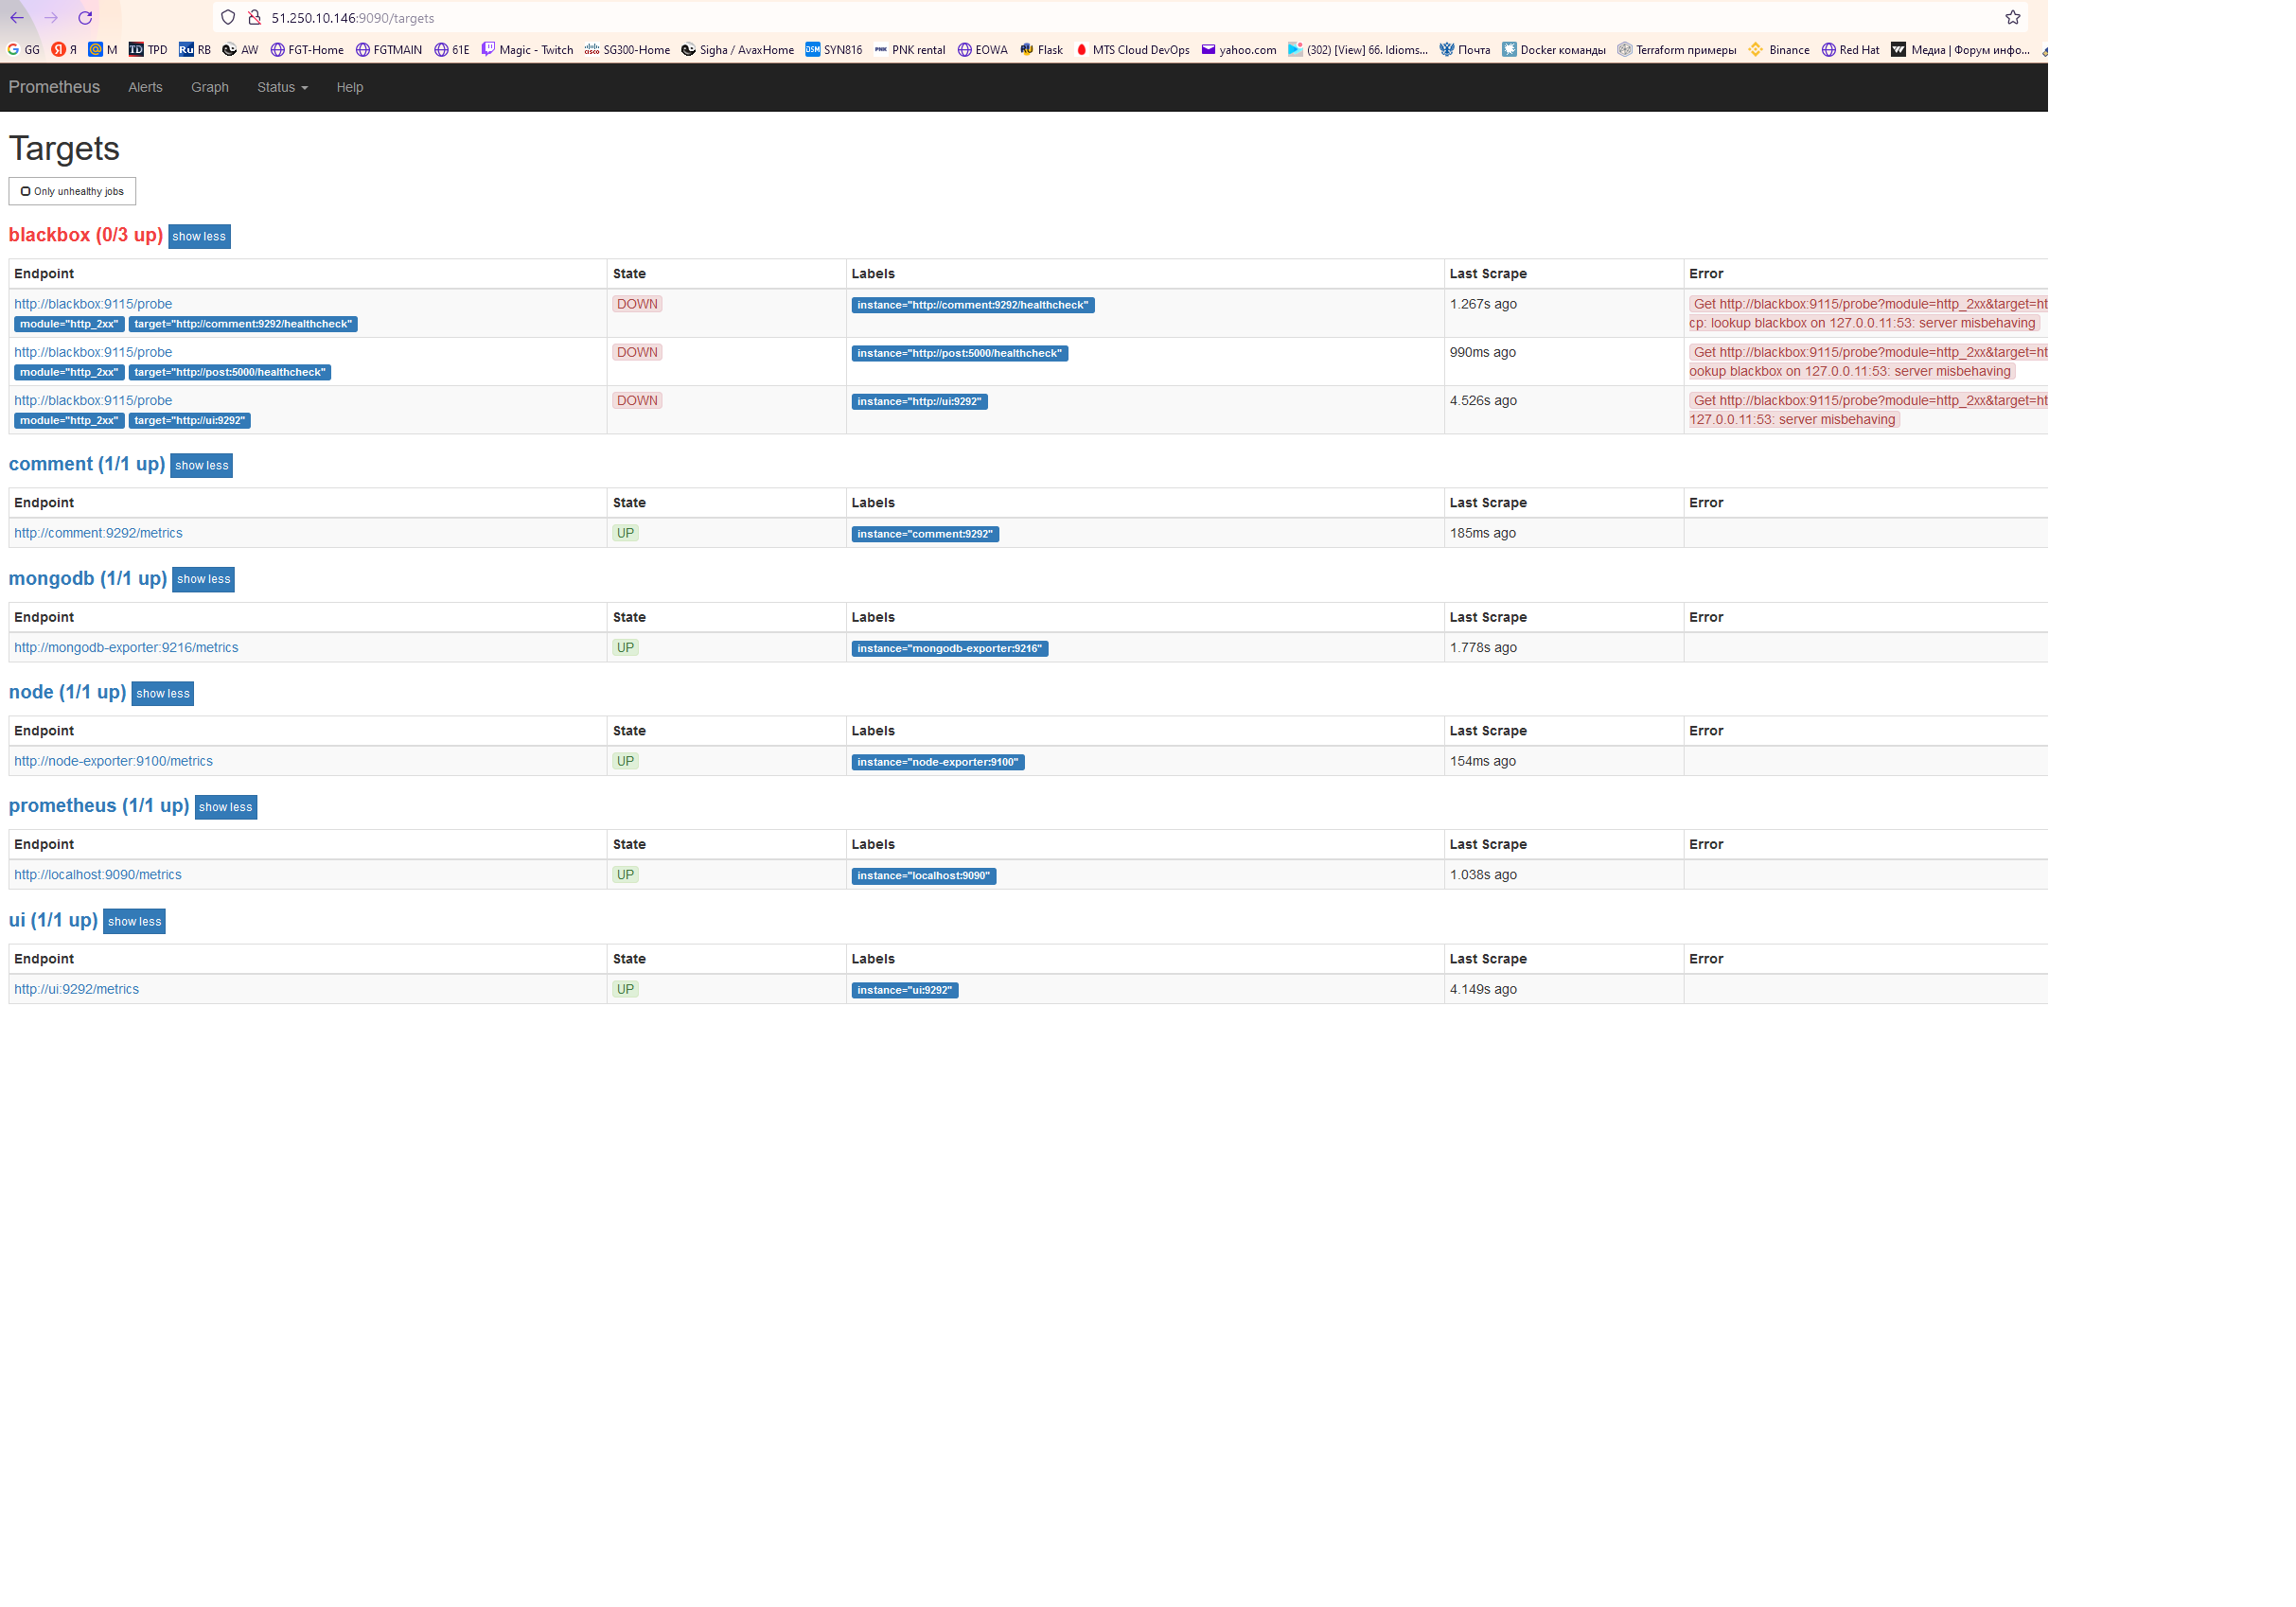 51.250.10.146:9090/targets
GG Я M TPD RB AW FGT-Home FGTMAIN 61E Magic - Twitch SG300-Home Sigha / AvaxHome SYN816 PNK rental EOWA Flask MTS Cloud DevOps yahoo.com (302) [View] 66. Idioms... Почта Docker команды Terraform примеры Binance Red Hat Медиа | Форум инфо...
Prometheus Alerts Graph Status Help
Targets
Only unhealthy jobs
blackbox (0/3 up) show less
Endpoint State Labels Last Scrape Error
http://blackbox:9115/probe DOWN instance="http://comment:9292/healthcheck" 1.267s ago Get http://blackbox:9115/probe?module=http_2xx&target=ht
module="http_2xx" target="http://comment:9292/healthcheck" cp: lookup blackbox on 127.0.0.11:53: server misbehaving
http://blackbox:9115/probe DOWN instance="http://post:5000/healthcheck" 990ms ago Get http://blackbox:9115/probe?module=http_2xx&target=ht
module="http_2xx" target="http://post:5000/healthcheck" ookup blackbox on 127.0.0.11:53: server misbehaving
http://blackbox:9115/probe DOWN instance="http://ui:9292" 4.526s ago Get http://blackbox:9115/probe?module=http_2xx&target=ht
module="http_2xx" target="http://ui:9292" 127.0.0.11:53: server misbehaving
comment (1/1 up) show less
Endpoint State Labels Last Scrape Error
http://comment:9292/metrics UP instance="comment:9292" 185ms ago
mongodb (1/1 up) show less
Endpoint State Labels Last Scrape Error
http://mongodb-exporter:9216/metrics UP instance="mongodb-exporter:9216" 1.778s ago
node (1/1 up) show less
Endpoint State Labels Last Scrape Error
http://node-exporter:9100/metrics UP instance="node-exporter:9100" 154ms ago
prometheus (1/1 up) show less
Endpoint State Labels Last Scrape Error
http://localhost:9090/metrics UP instance="localhost:9090" 1.038s ago
ui (1/1 up) show less
Endpoint State Labels Last Scrape Error
http://ui:9292/metrics UP instance="ui:9292" 4.149s ago